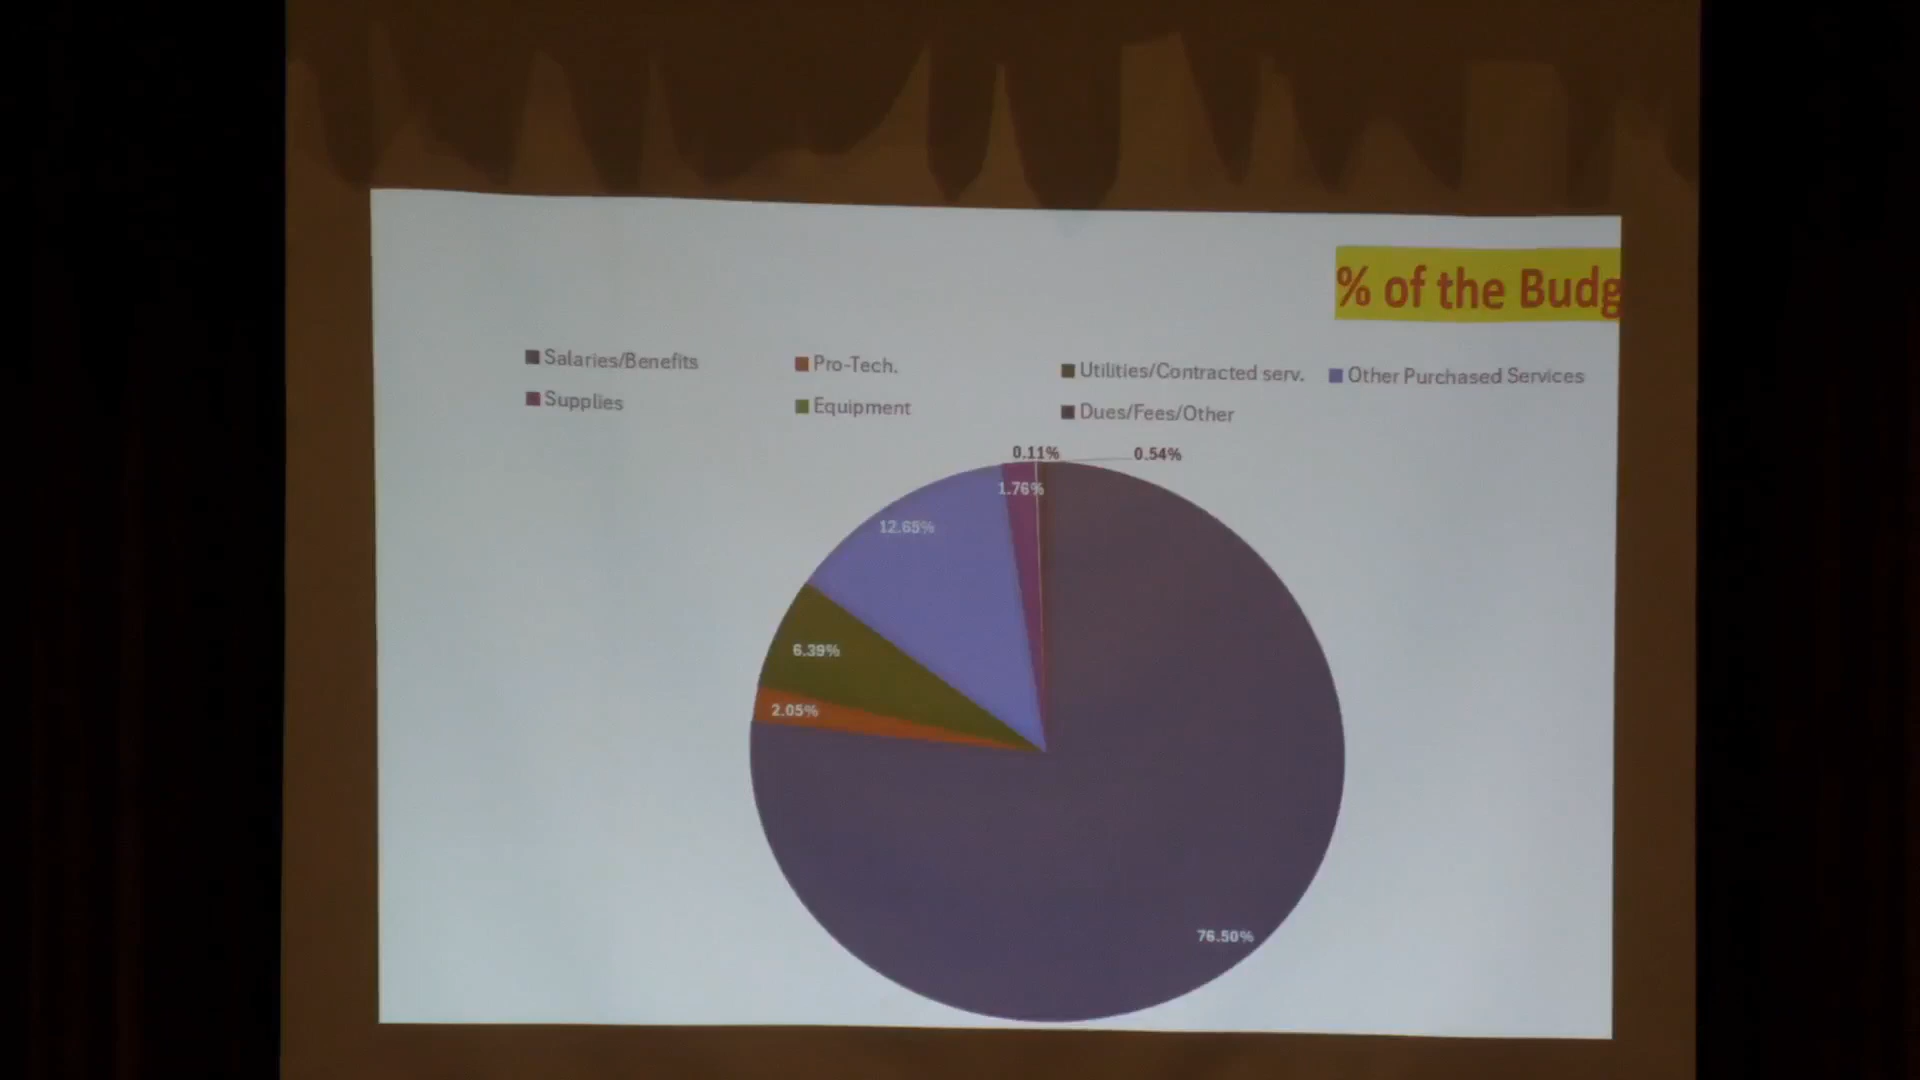 % of the Budg
Salaries/Benefits Pro-Tech. Utilities/Contracted serv. Other Purchased Services
Supplies Equipment Dues/Fees/Other
0.11% 0.54%
1.76%
12.65%
6.39%
2.05%
76.50%